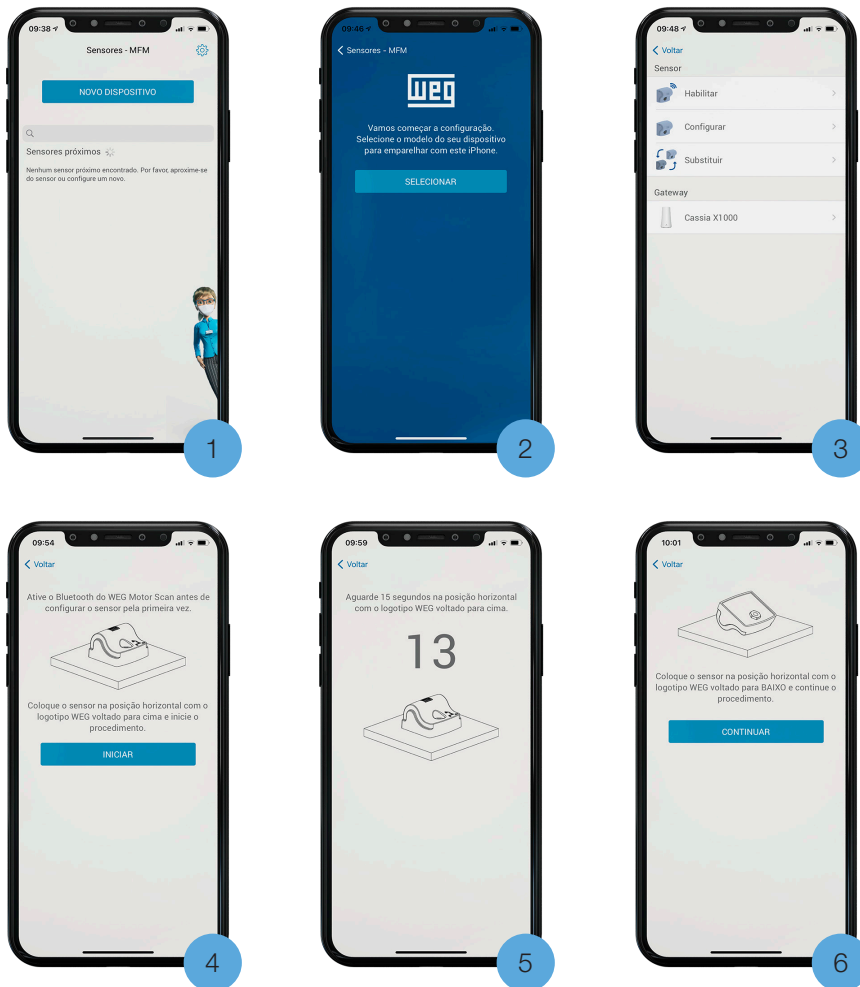 09:38
Sensores - MFM
NOVO DISPOSITIVO
Sensores próximos
Nenhum sensor próximo encontrado. Por favor, aproxime-se
do sensor ou configure um novo.
1
09:46
Sensores - MFM
WEG
Vamos começar a configuração.
Selecione o modelo do seu dispositivo
para emparelhar com este iPhone.
SELECIONAR
2
09:48
Voltar
Sensor
Habilitar
Configurar
Substituir
Gateway
Cassia X1000
3
09:54
Voltar
Ative o Bluetooth do WEG Motor Scan antes de
configurar o sensor pela primeira vez.
Coloque o sensor na posição horizontal com o
logotipo WEG voltado para cima e inicie o
procedimento.
INICIAR
4
09:59
Voltar
Aguarde 15 segundos na posição horizontal
com o logotipo WEG voltado para cima.
13
5
10:01
Voltar
Coloque o sensor na posição horizontal com o
logotipo WEG voltado para BAIXO e continue o
procedimento.
CONTINUAR
6